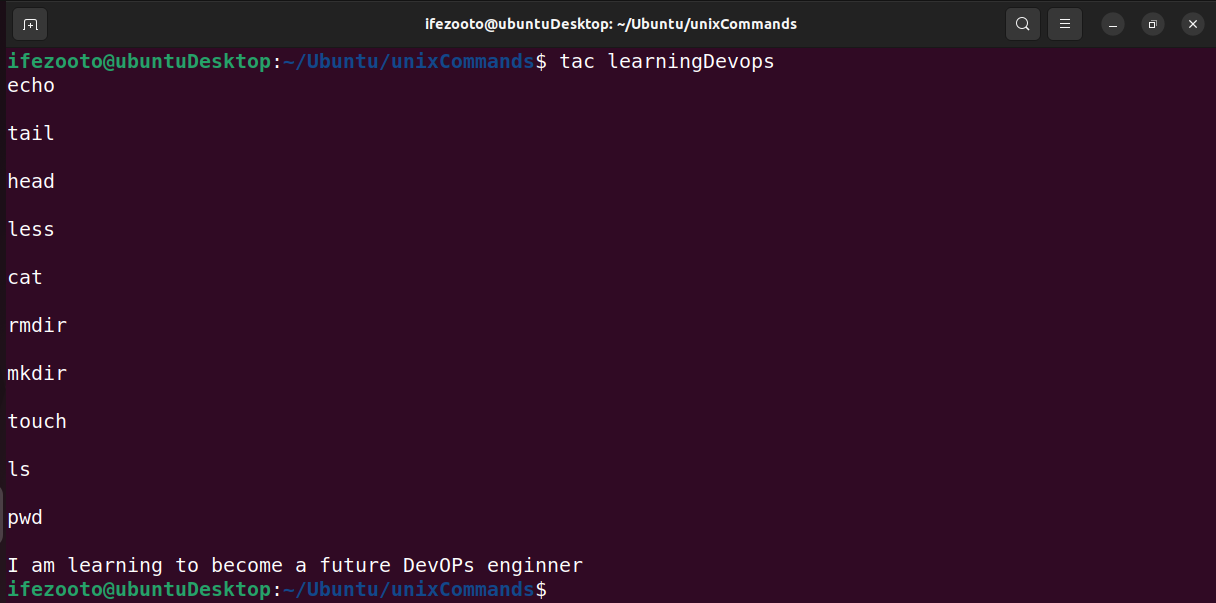 ifezooto@ubuntuDesktop: ~/Ubuntu/unixCommands
ifezooto@ubuntuDesktop:~/Ubuntu/unixCommands$ tac learningDevops
echo
tail
head
less
cat
rmdir
mkdir
touch
ls
pwd
I am learning to become a future DevOPs enginner
ifezooto@ubuntuDesktop:~/Ubuntu/unixCommands$